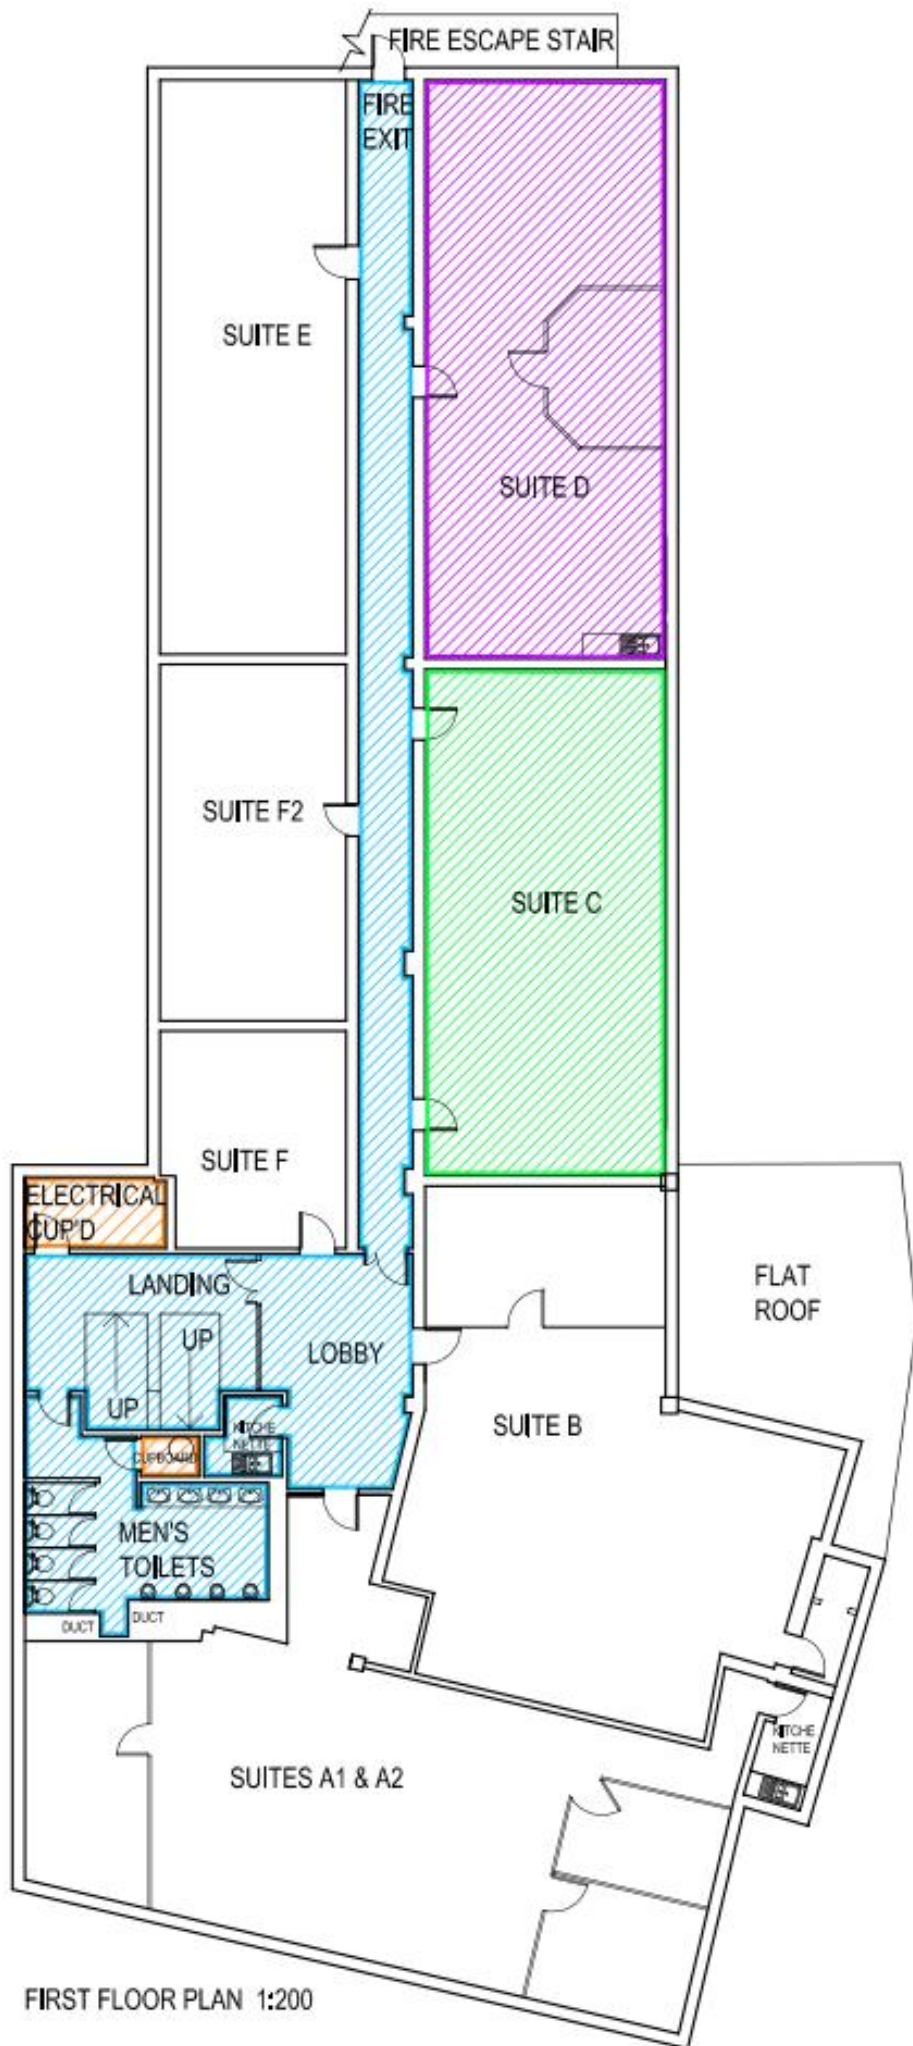 FIRE ESCAPE STAIR
FIRE
EXIT
SUITE E
SUITE D
SUITE F2
SUITE C
SUITE F
ELECTRICAL
CUP'D
LANDING
UP
UP
LOBBY
FLAT
ROOF
KITCHE
NETTE
CUPBOARD
SUITE B
MEN'S
TOILETS
DUCT
DUCT
KITCHE
NETTE
SUITES A1 & A2
FIRST FLOOR PLAN 1:200